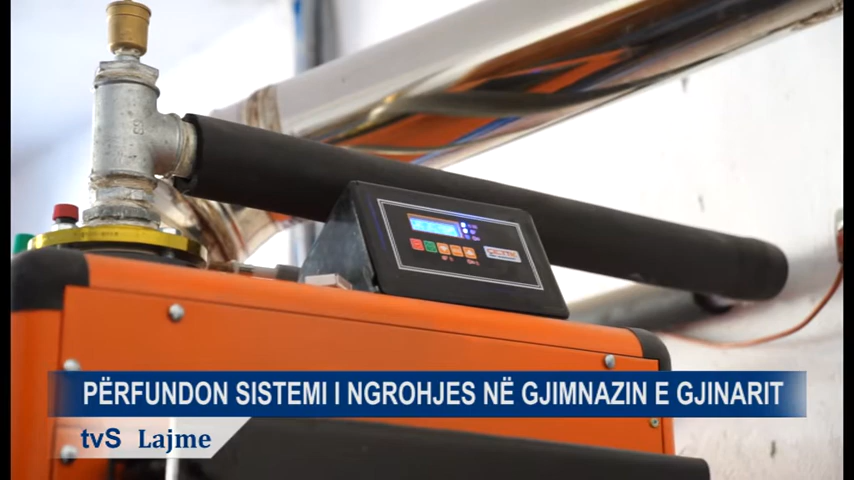 PËRFUNDON SISTEMI I NGROHJES NË GJIMNAZIN E GJINARIT
tvS Lajme